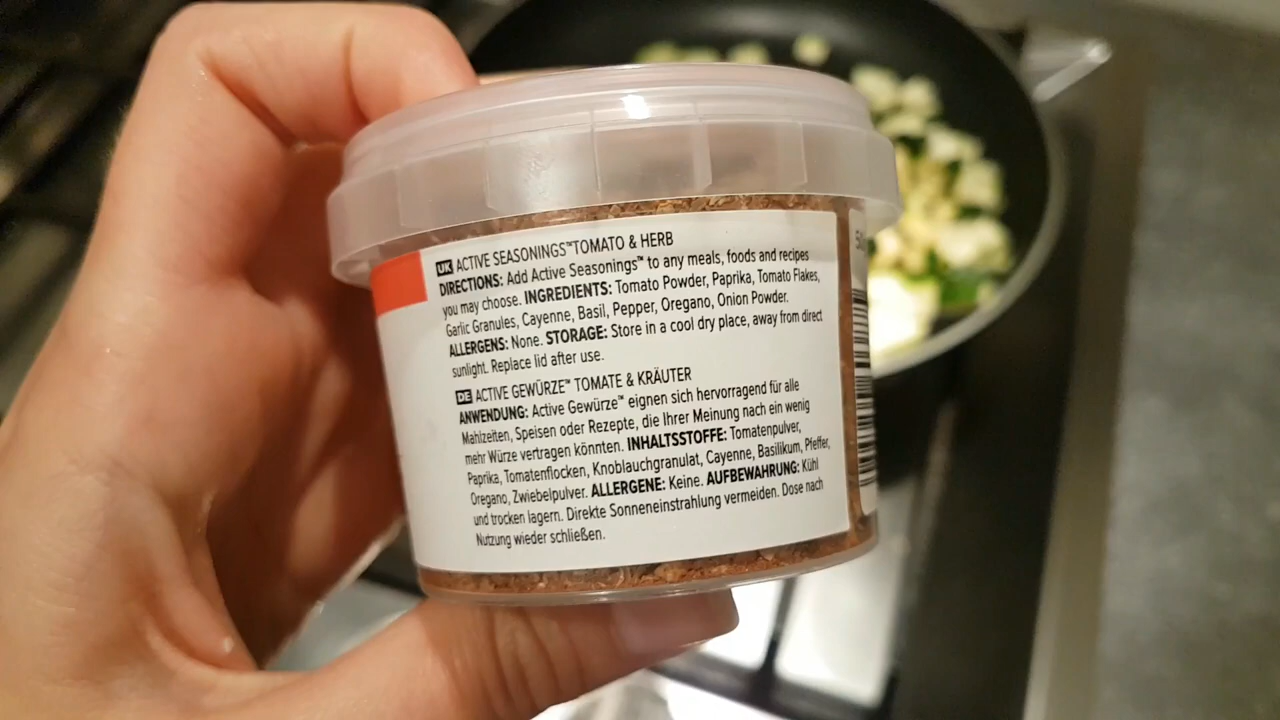 UK ACTIVE SEASONINGS™ TOMATO & HERB
DIRECTIONS: Add Active Seasonings™ to any meals, foods and recipes
you may choose. INGREDIENTS: Tomato Powder, Paprika, Tomato Flakes,
Garlic Granules, Cayenne, Basil, Pepper, Oregano, Onion Powder.
ALLERGENS: None. STORAGE: Store in a cool dry place, away from direct
sunlight. Replace lid after use.
DE ACTIVE GEWÜRZE™ TOMATE & KRÄUTER
ANWENDUNG: Active Gewürze™ eignen sich hervorragend für alle
Mahlzeiten, Speisen oder Rezepte, die Ihrer Meinung nach ein wenig
mehr Würze vertragen könnten. INHALTSSTOFFE: Tomatenpulver,
Paprika, Tomatenflocken, Knoblauchgranulat, Cayenne, Basilikum, Pfeffer,
Oregano, Zwiebelpulver. ALLERGENE: Keine. AUFBEWAHRUNG: Kühl
und trocken lagern. Direkte Sonneneinstrahlung vermeiden. Dose nach
Nutzung wieder schließen.